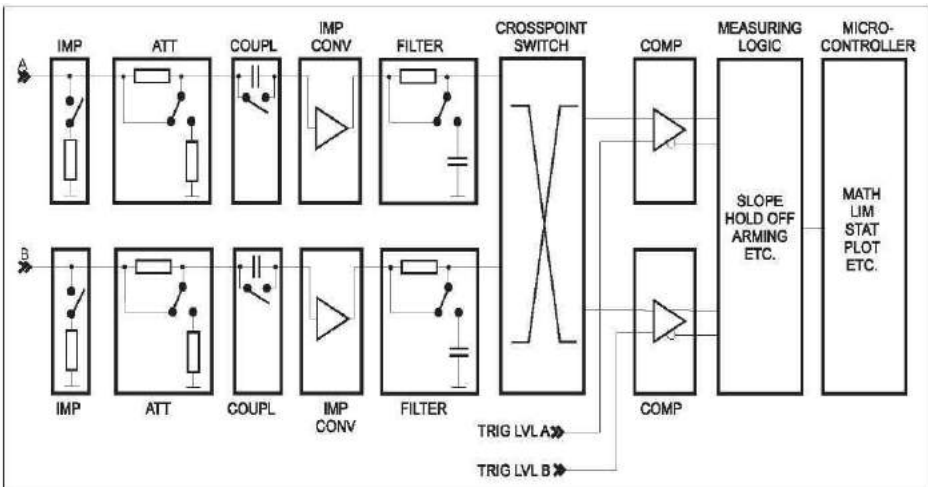 IMP
ATT
COUPL
IMP
CONV
FILTER
CROSSPOINT
SWITCH
COMP
MEASURING
LOGIC
MICRO-
CONTROLLER
A
B
SLOPE
HOLD OFF
ARMING
ETC.
MATH
LIM
STAT
PLOT
ETC.
IMP
ATT
COUPL
IMP
CONV
FILTER
COMP
TRIG LVL A
TRIG LVL B